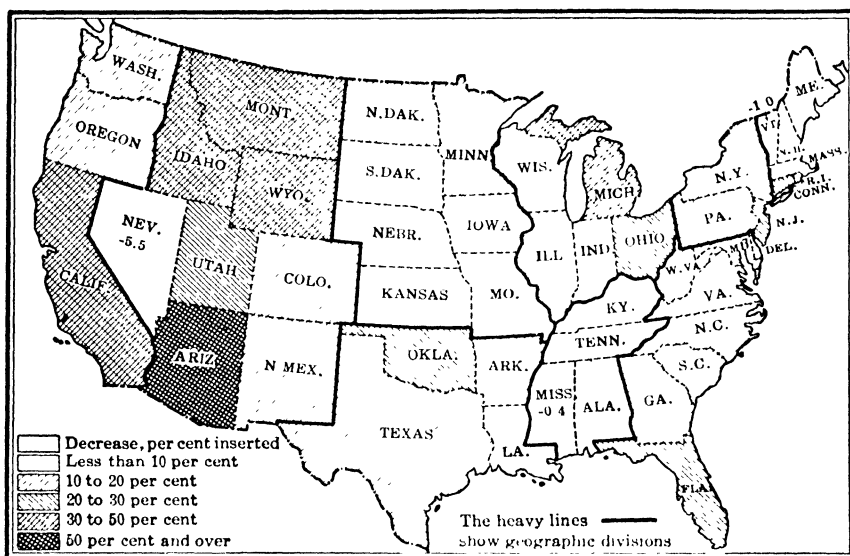 WASH.
MONT.
N.DAK.
MINN
ME.
-1 0
VT.
N.H.
MASS.
OREGON
IDAHO
S.DAK.
WIS.
MICH.
N.Y.
R.I.
CONN.
WYO.
NEV.
-5.5
NEBR.
IOWA
PA.
N.J.
CALIF.
UTAH
COLO.
KANSAS
MO.
ILL
IND.
OHIO
W.VA
MD.
DEL.
VA.
KY.
N.C.
TENN.
ARIZ
N MEX.
OKLA.
ARK.
S.C.
MISS
-0 4
ALA.
GA.
TEXAS
LA.
FLA.
Decrease, per cent inserted
Less than 10 per cent
10 to 20 per cent
20 to 30 per cent
30 to 50 per cent
50 per cent and over
The heavy lines
show geographic divisions